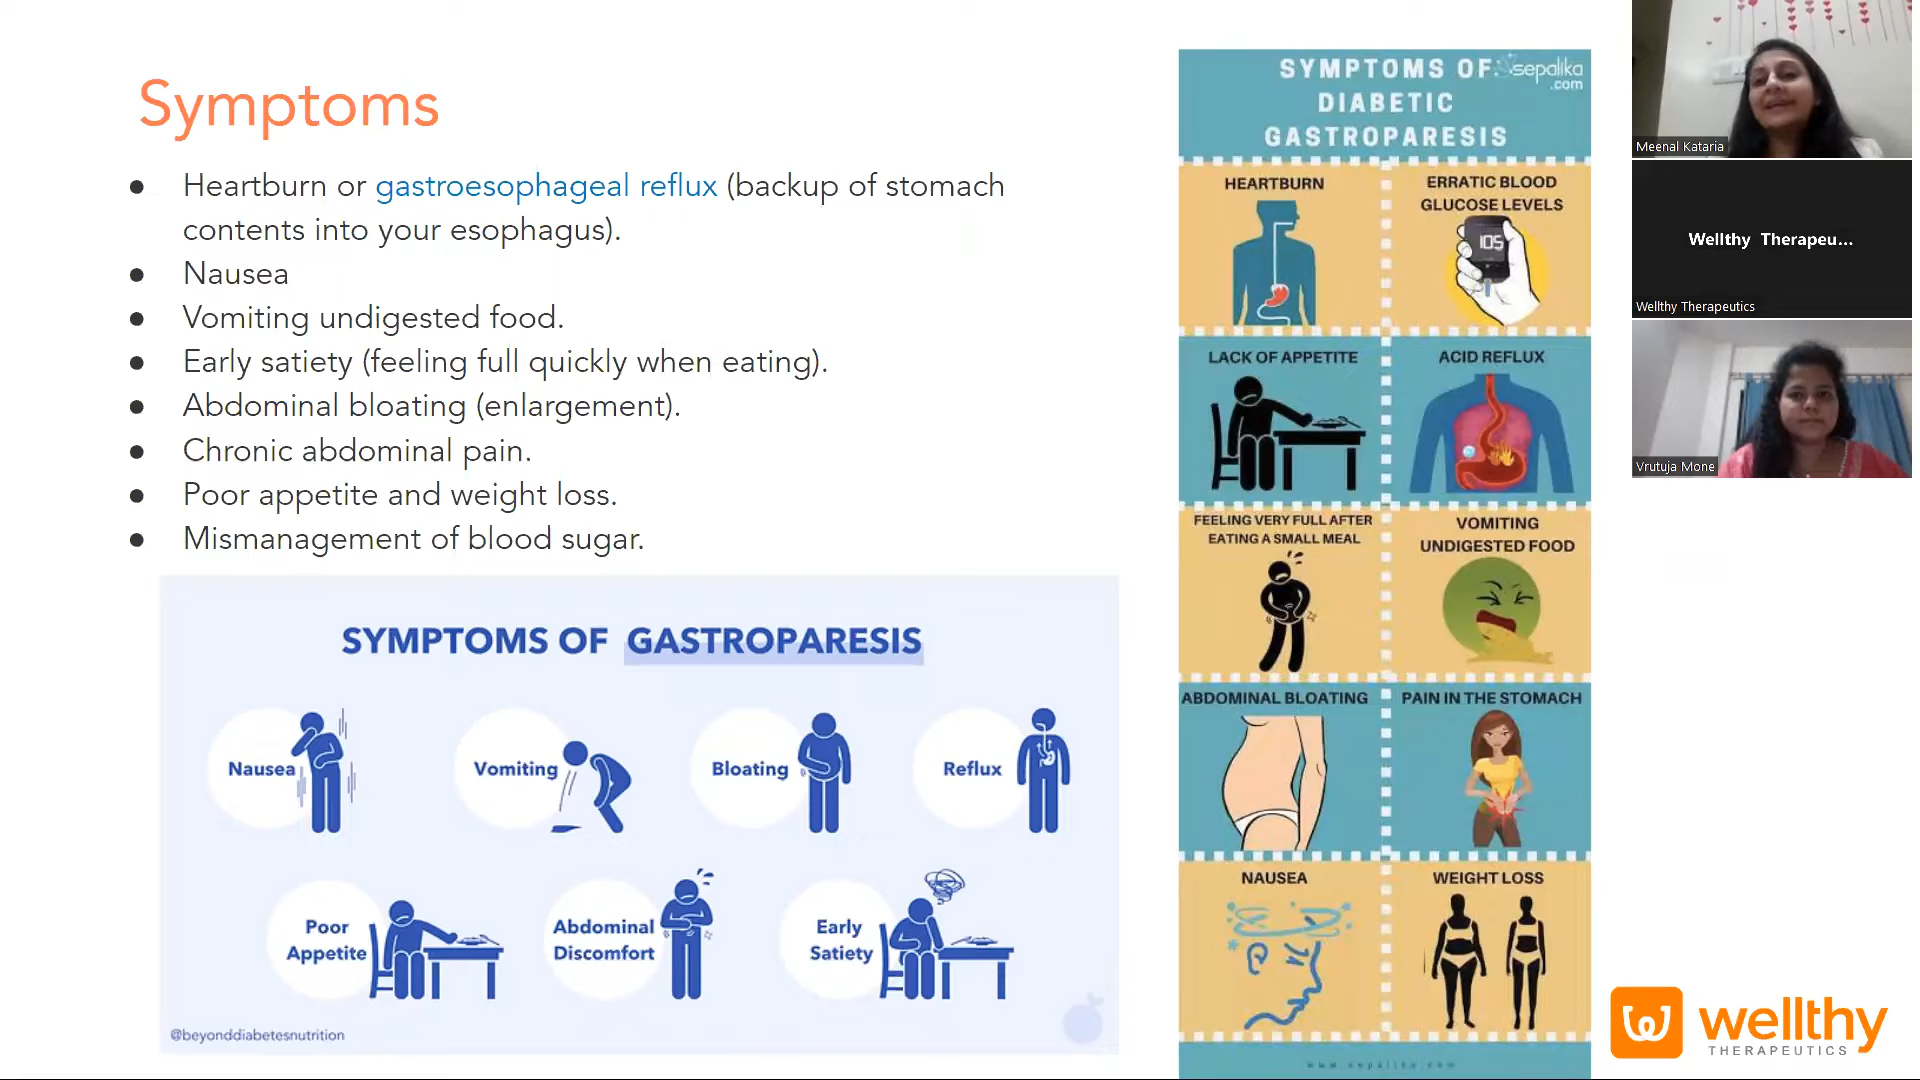 Symptoms
● Heartburn or gastroesophageal reflux (backup of stomach
contents into your esophagus).
● Nausea
● Vomiting undigested food.
● Early satiety (feeling full quickly when eating).
● Abdominal bloating (enlargement).
● Chronic abdominal pain.
● Poor appetite and weight loss.
● Mismanagement of blood sugar.
SYMPTOMS OF GASTROPARESIS
Nausea
Vomiting
Bloating
Reflux
Poor
Appetite
Abdominal
Discomfort
Early
Satiety
@beyonddiabetesnutrition
SYMPTOMS OF
DIABETIC
GASTROPARESIS
sepalika
.com
HEARTBURN
ERRATIC BLOOD
GLUCOSE LEVELS
105
LACK OF APPETITE
ACID REFLUX
FEELING VERY FULL AFTER
EATING A SMALL MEAL
VOMITING
UNDIGESTED FOOD
ABDOMINAL BLOATING
PAIN IN THE STOMACH
NAUSEA
WEIGHT LOSS
www.sepalika.com
Meenal Kataria
Wellthy Therapeu...
Wellthy Therapeutics
Vrutuja Mone
wellthy
THERAPEUTICS